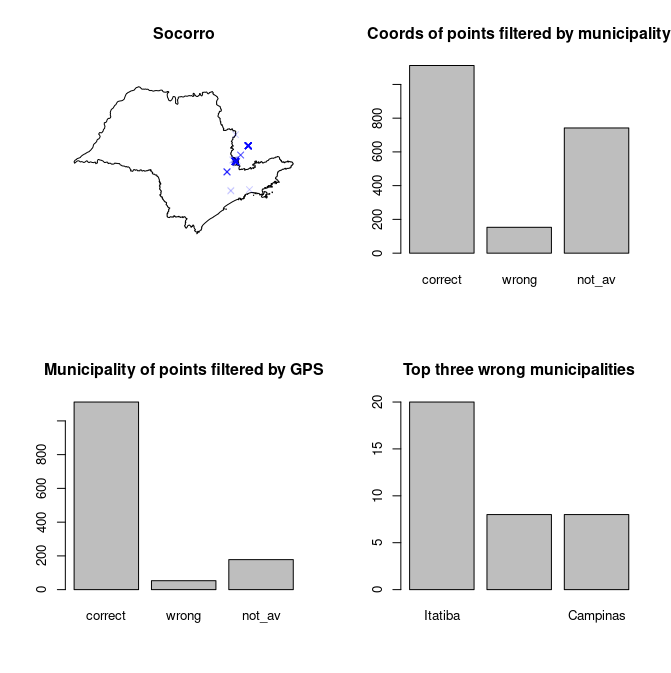 Socorro
Coords of points filtered by municipality
0
200
400
600
800
correct wrong not_av
Municipality of points filtered by GPS
0
200
400
600
800
correct wrong not_av
Top three wrong municipalities
0
5
10
15
20
Itatiba Campinas